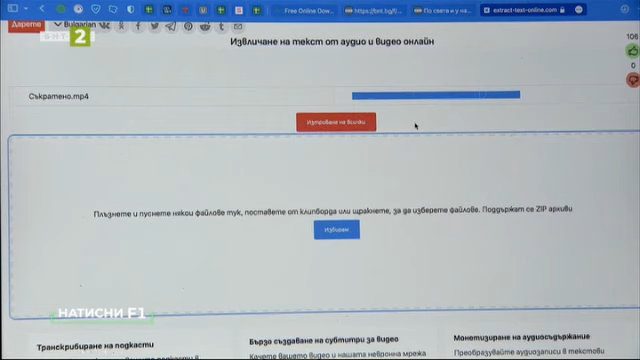 Free Online Dow...
https://bnt.bg/f...
По света и у на...
extract-text-online.com
Дарете
Bulgarian
БНТ 2
106
Извличане на текст от аудио и видео онлайн
0
Съкратено.mp4
Изтриване на всички
Плъзнете и пуснете някои файлове тук, поставете от клипборда или щракнете, за да изберете файлове. Поддържат се ZIP архиви
НАТИСНИ F1
Транскрибиране на подкасти
Бързо създаване на субтитри за видео
Монетизиране на аудиосъдържание
Качете вашето видео и нашата невронна мрежа
Преобразувайте аудиозаписи в текстови